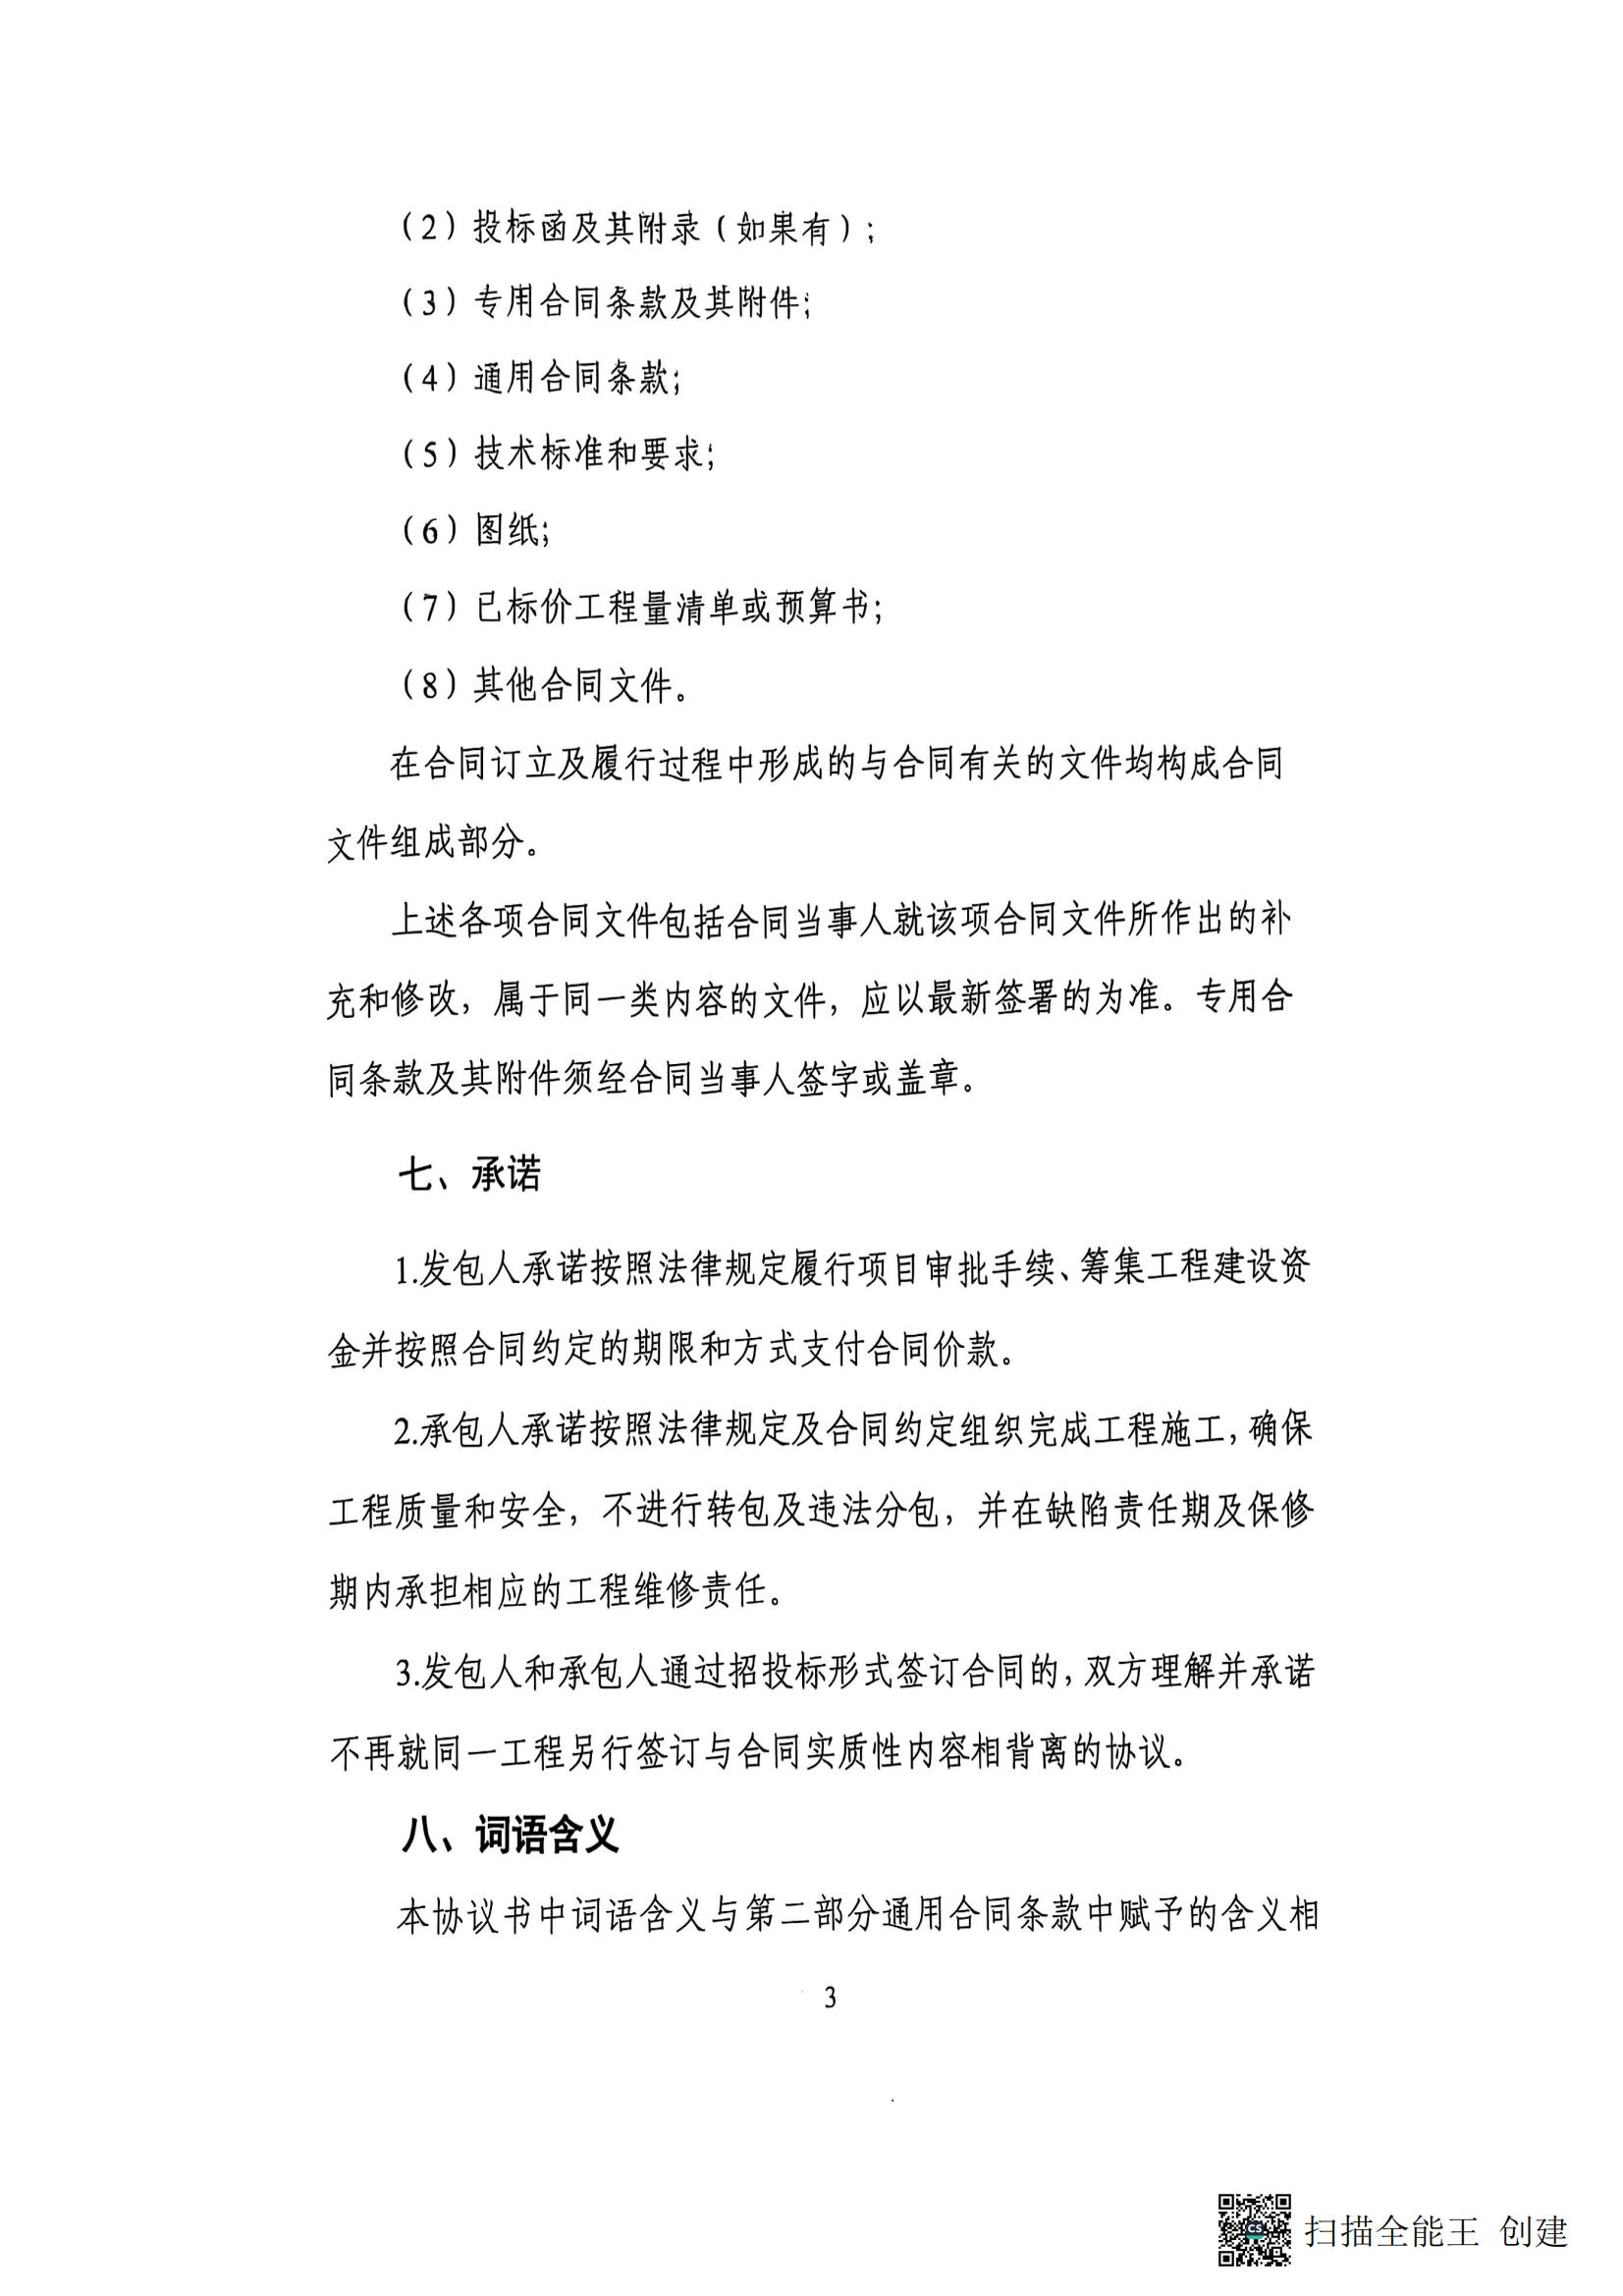 （2）投标函及其附录（如果有）；
（3）专用合同条款及其附件；
（4）通用合同条款；
（5）技术标准和要求；
（6）图纸；
（7）已标价工程量清单或预算书；
（8）其他合同文件。
在合同订立及履行过程中形成的与合同有关的文件均构成合同
文件组成部分。
上述各项合同文件包括合同当事人就该项合同文件所作出的补
充和修改，属于同一类内容的文件，应以最新签署的为准。专用合
同条款及其附件须经合同当事人签字或盖章。
七、承诺
1.发包人承诺按照法律规定履行项目审批手续、筹集工程建设资
金并按照合同约定的期限和方式支付合同价款。
2.承包人承诺按照法律规定及合同约定组织完成工程施工，确保
工程质量和安全，不进行转包及违法分包，并在缺陷责任期及保修
期内承担相应的工程维修责任。
3.发包人和承包人通过招投标形式签订合同的，双方理解并承诺
不再就同一工程另行签订与合同实质性内容相背离的协议。
八、词语含义
本协议书中词语含义与第二部分通用合同条款中赋予的含义相
3
CS
扫描全能王 创建